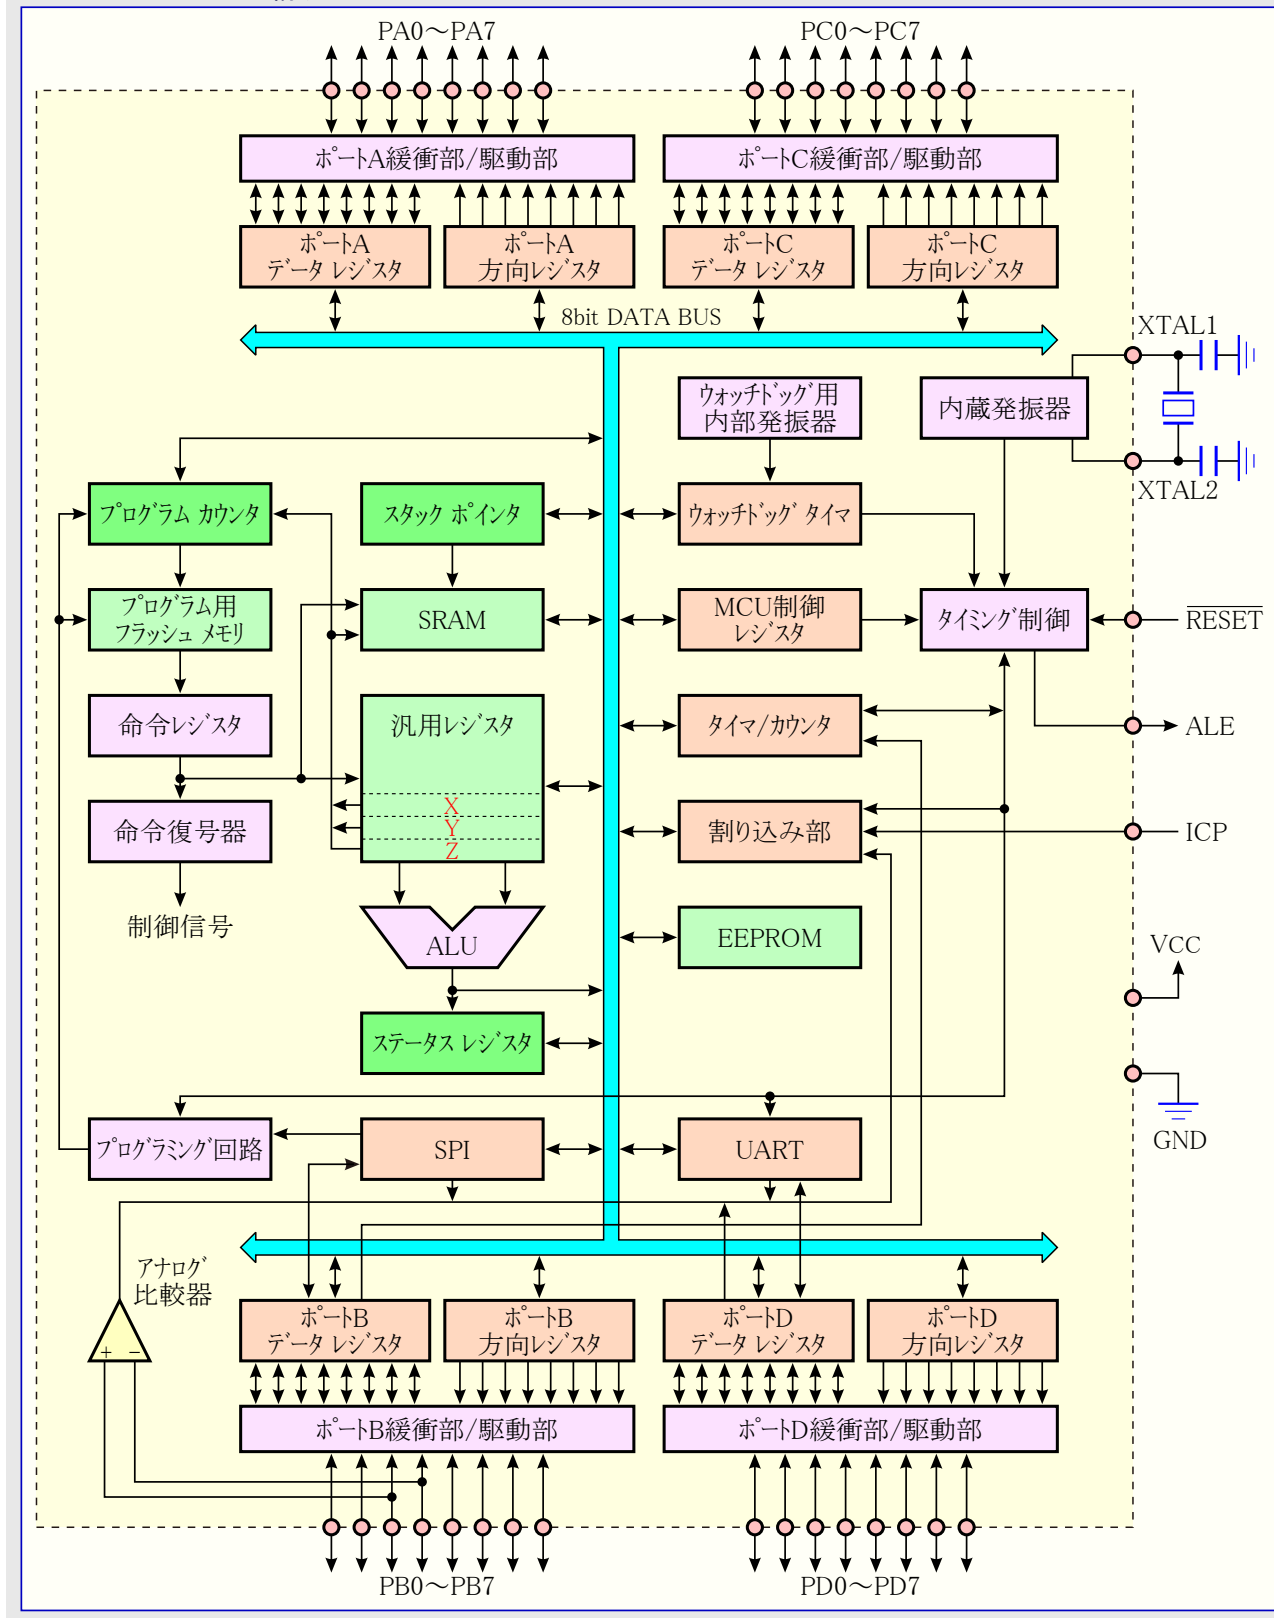 PA0～PA7
PC0～PC7
ポートA緩衝部/駆動部
ポートC緩衝部/駆動部
ポートA
データ レジスタ
ポートA
方向レジスタ
ポートC
データ レジスタ
ポートC
方向レジスタ
8bit DATA BUS
XTAL1
ウォッチドッグ用
内部発振器
内蔵発振器
XTAL2
プログラム カウンタ
スタック ポインタ
ウォッチドッグ タイマ
プログラム用
フラッシュ メモリ
SRAM
MCU制御
レジスタ
タイミング制御
RESET
命令レジスタ
汎用レジスタ
タイマ/カウンタ
ALE
X
Y
Z
命令復号器
割り込み部
ICP
制御信号
ALU
EEPROM
VCC
ステータス レジスタ
プログラミング回路
SPI
UART
GND
アナログ
比較器
+ −
ポートB
データ レジスタ
ポートB
方向レジスタ
ポートD
データ レジスタ
ポートD
方向レジスタ
ポートB緩衝部/駆動部
ポートD緩衝部/駆動部
PB0～PB7
PD0～PD7